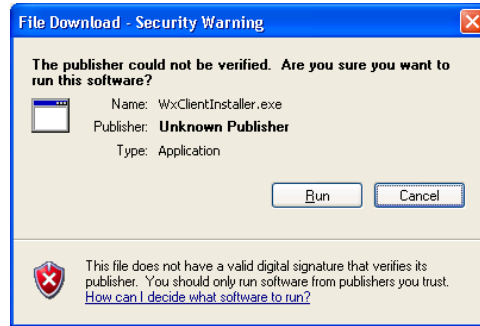 File Download - Security Warning
The publisher could not be verified. Are you sure you want to
run this software?
Name: WxClientInstaller.exe
Publisher: Unknown Publisher
Type: Application
Run Cancel
This file does not have a valid digital signature that verifies its
publisher. You should only run software from publishers you trust.
How can I decide what software to run?